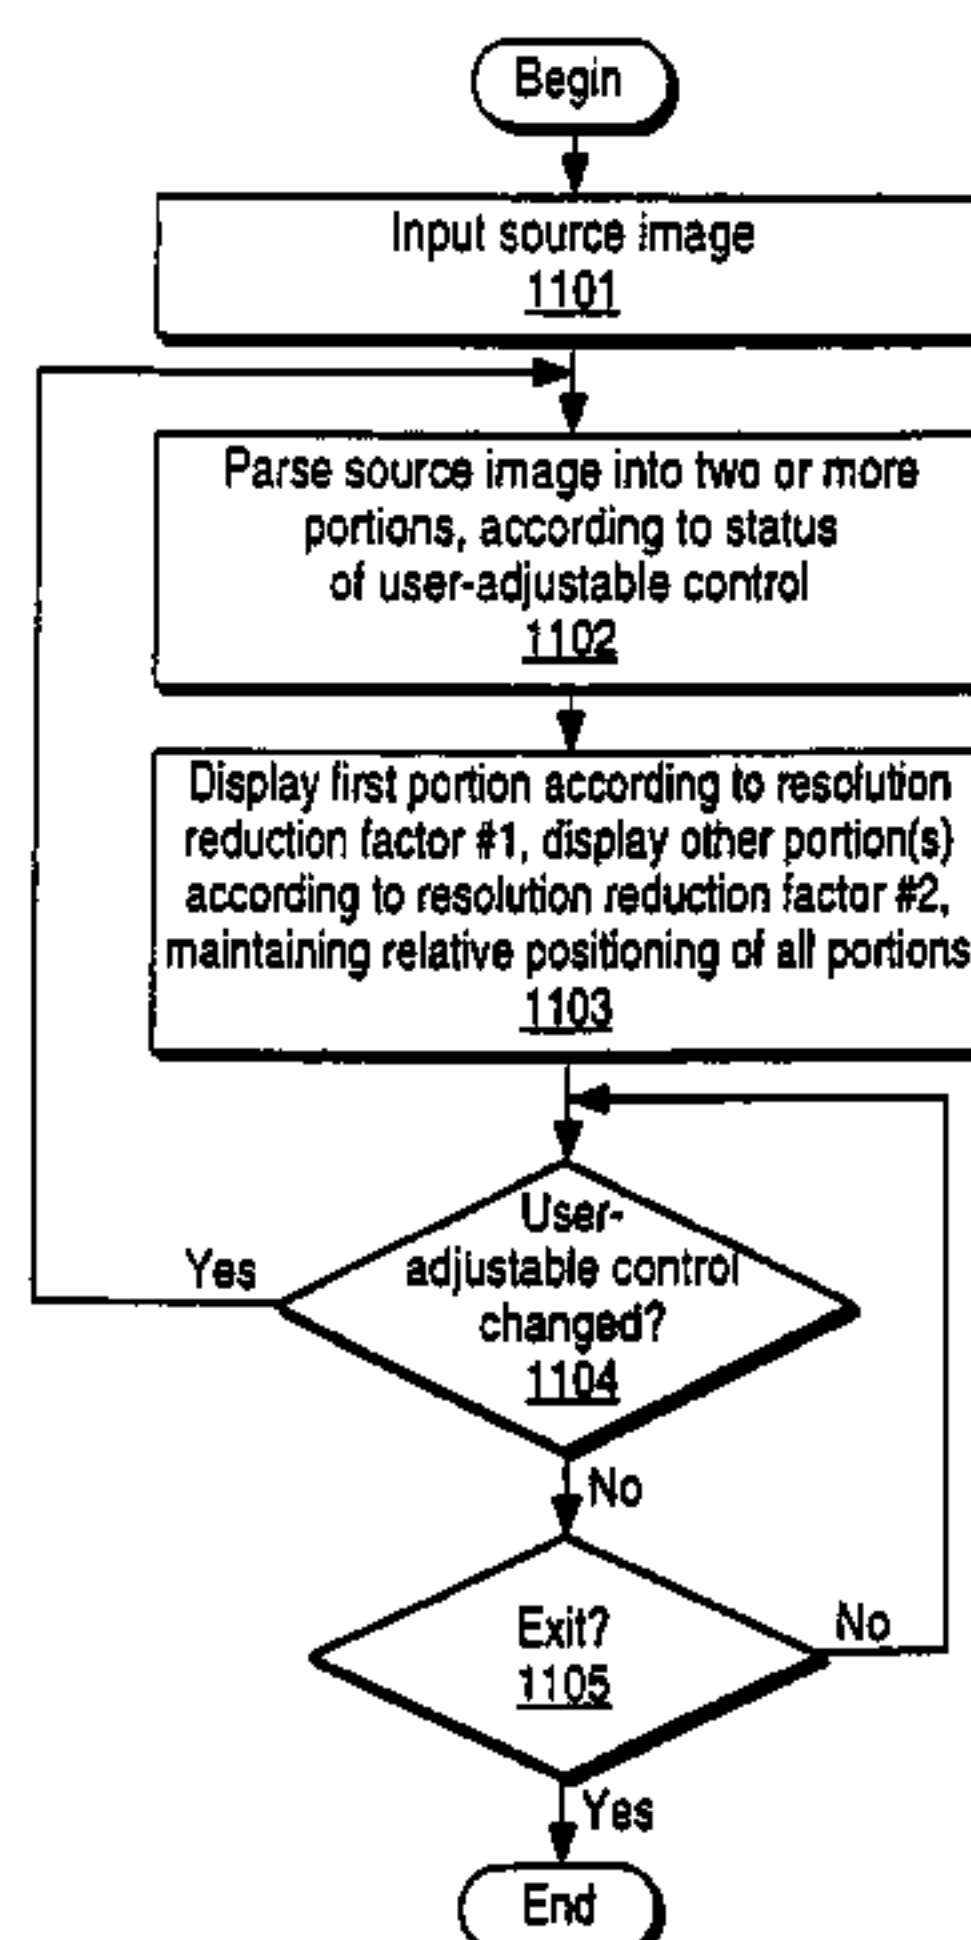 Begin
Input source image
1101
Parse source image into two or more
portions, according to status
of user-adjustable control
1102
Display first portion according to resolution
reduction factor #1, display other portion(s)
according to resolution reduction factor #2,
maintaining relative positioning of all portions
1103
User-
adjustable control
changed?
1104
Yes
No
Exit?
1105
No
Yes
End